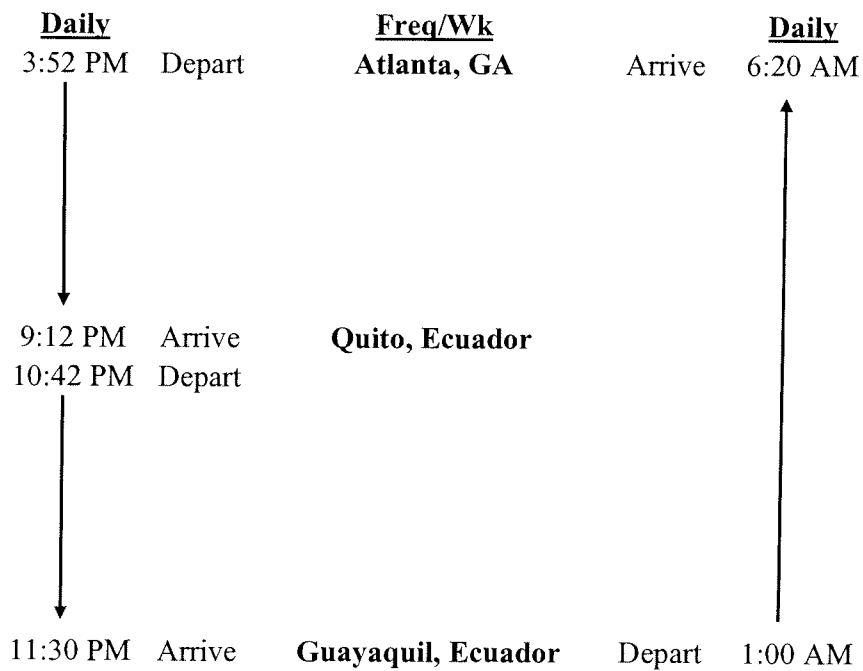 Daily Freq/Wk Daily
3:52 PM Depart Atlanta, GA Arrive 6:20 AM
9:12 PM Arrive Quito, Ecuador
10:42 PM Depart
11:30 PM Arrive Guayaquil, Ecuador Depart 1:00 AM